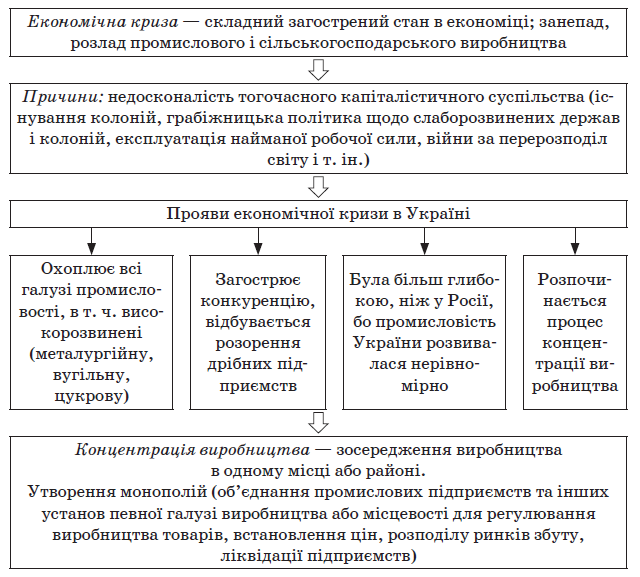 Економічна криза — складний загострений стан в економіці; занепад,
розлад промислового і сільськогосподарського виробництва
Причини: недосконалість тогочасного капіталістичного суспільства (іс-
нування колоній, грабіжницька політика щодо слаборозвинених держав
і колоній, експлуатація найманої робочої сили, війни за перерозподіл
світу і т. ін.)
Прояви економічної кризи в Україні
Охоплює всі
галузі промисло-
вості, в т. ч. висо-
корозвинені
(металургійну,
вугільну,
цукрову)
Загострює
конкуренцію,
відбувається
розорення
дрібних під-
приємств
Була більш глибо-
кою, ніж у Росії,
бо промисловість
України розвива-
лася нерівно-
мірно
Розпочи-
нається
процес
концен-
трації ви-
робництва
Концентрація виробництва — зосередження виробництва
в одному місці або районі.
Утворення монополій (об’єднання промислових підприємств та інших
установ певної галузі виробництва або місцевості для регулювання
виробництва товарів, встановлення цін, розподілу ринків збуту,
ліквідації підприємств)